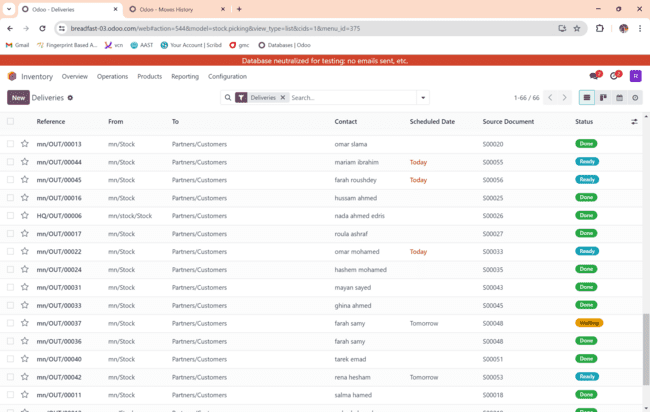 Odoo - Deliveries
Odoo - Moves History
breadfast-03.odoo.com/web#action=544&model=stock.picking&view_type=list&cids=1&menu_id=375
Gmail Fingerprint Based A... vcn AAST Your Account | Scribd gmc Databases | Odoo
Database neutralized for testing: no emails sent, etc.
Inventory Overview Operations Products Reporting Configuration R
New Deliveries Deliveries Search... 1-66 / 66
Reference From To Contact Scheduled Date Source Document Status
mn/OUT/00013 mn/Stock Partners/Customers omar slama S00020 Done
mn/OUT/00044 mn/Stock Partners/Customers mariam ibrahim Today S00055 Ready
mn/OUT/00045 mn/Stock Partners/Customers farah roushdey Today S00056 Ready
mn/OUT/00016 mn/Stock Partners/Customers hussam ahmed S00025 Done
HQ/OUT/00006 mn/stock/Stock Partners/Customers nada ahmed edris S00026 Done
mn/OUT/00017 mn/Stock Partners/Customers roula ashraf S00027 Done
mn/OUT/00022 mn/Stock Partners/Customers omar mohamed Today S00033 Ready
mn/OUT/00024 mn/Stock Partners/Customers hashem mohamed S00035 Done
mn/OUT/00031 mn/Stock Partners/Customers mayan sayed S00043 Done
mn/OUT/00033 mn/Stock Partners/Customers ghina ahmed S00045 Done
mn/OUT/00037 mn/Stock Partners/Customers farah samy Tomorrow S00048 Waiting
mn/OUT/00036 mn/Stock Partners/Customers farah samy S00048 Done
mn/OUT/00040 mn/Stock Partners/Customers tarek emad S00051 Done
mn/OUT/00042 mn/Stock Partners/Customers rena hesham Tomorrow S00053 Ready
mn/OUT/00011 mn/Stock Partners/Customers salma hamed S00018 Done